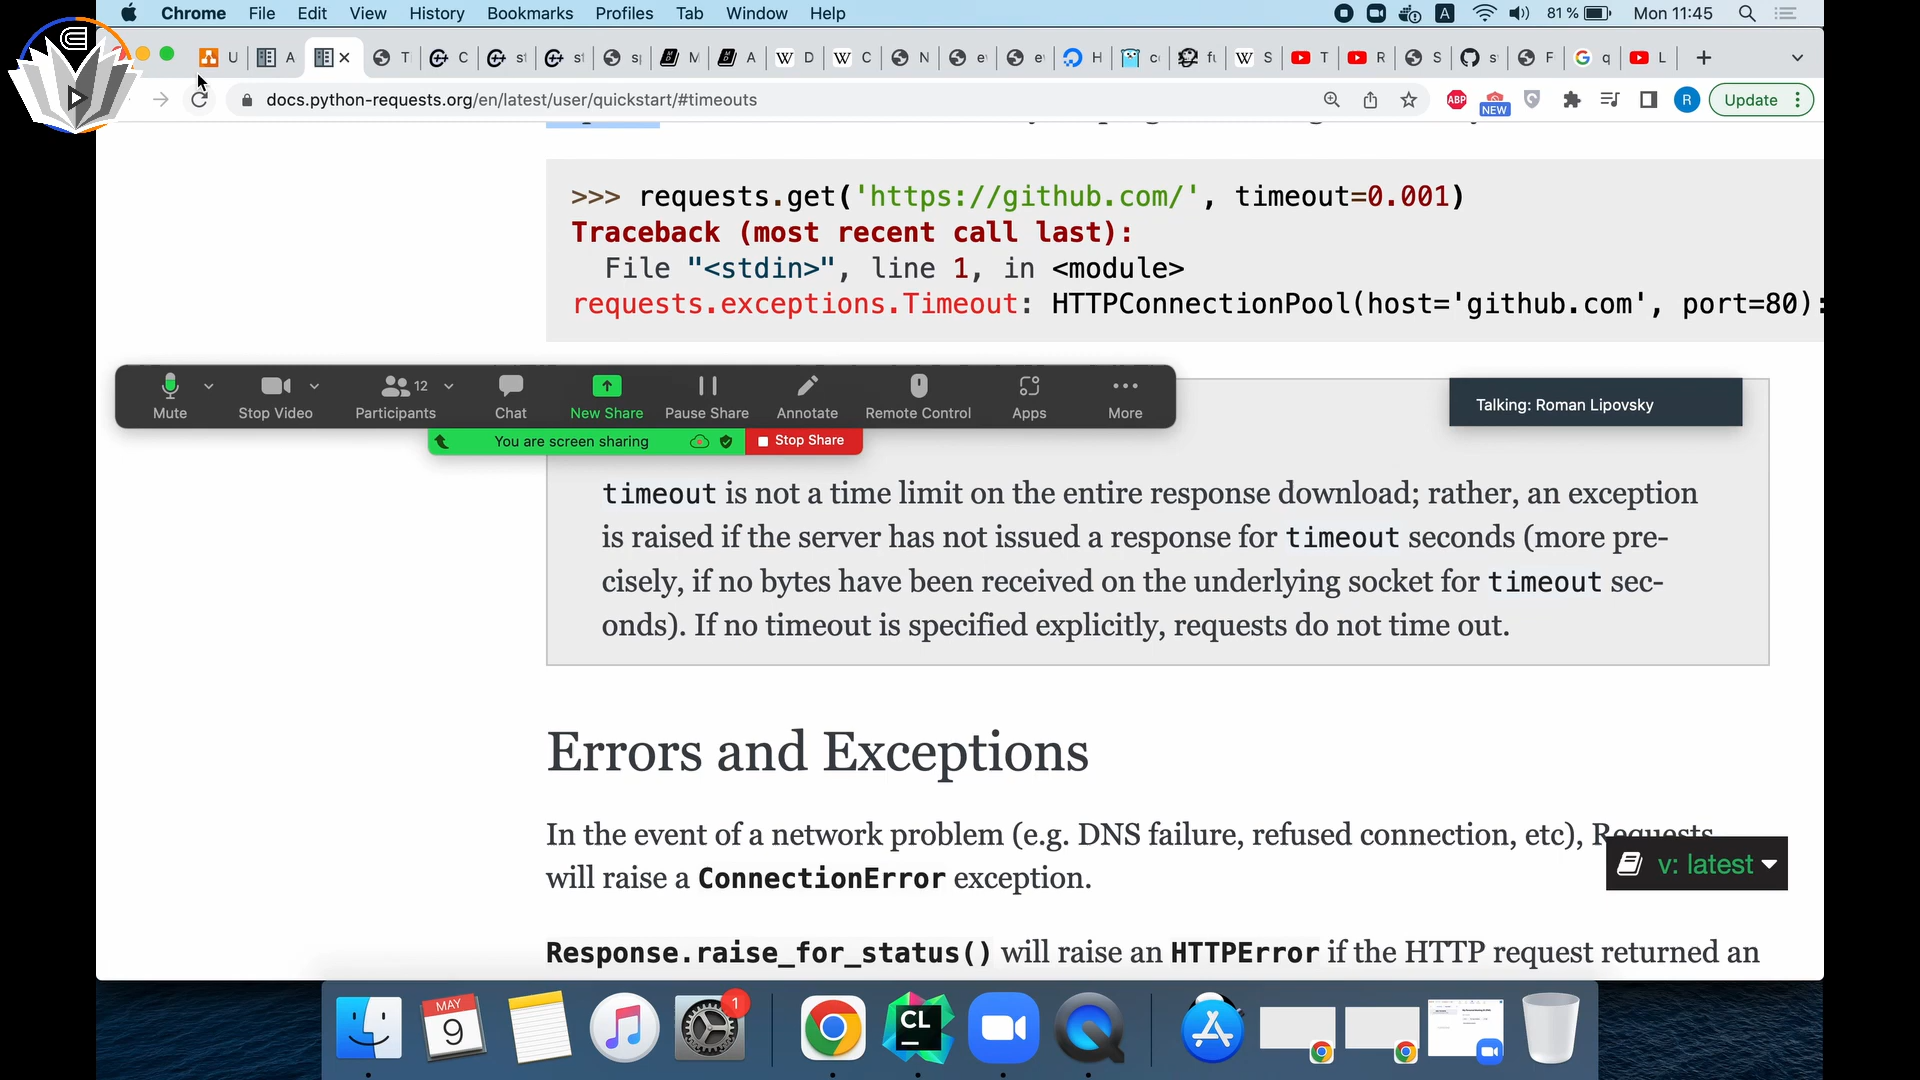 Chrome File Edit View History Bookmarks Profiles Tab Window Help A 81 % Mon 11:45
U A T C st st sp M A D C N e e H c fu S T R S s F q L
docs.python-requests.org/en/latest/user/quickstart/#timeouts ABP NEW R Update
>>> requests.get('https://github.com/', timeout=0.001)
Traceback (most recent call last):
File "<stdin>", line 1, in <module>
requests.exceptions.Timeout: HTTPConnectionPool(host='github.com', port=80):
12
Mute Stop Video Participants Chat New Share Pause Share Annotate Remote Control Apps More
Talking: Roman Lipovsky
You are screen sharing Stop Share
timeout is not a time limit on the entire response download; rather, an exception
is raised if the server has not issued a response for timeout seconds (more pre-
cisely, if no bytes have been received on the underlying socket for timeout sec-
onds). If no timeout is specified explicitly, requests do not time out.
Errors and Exceptions
In the event of a network problem (e.g. DNS failure, refused connection, etc), Requests
will raise a ConnectionError exception.
v: latest
Response.raise_for_status() will raise an HTTPError if the HTTP request returned an
MAY
9
1
CL